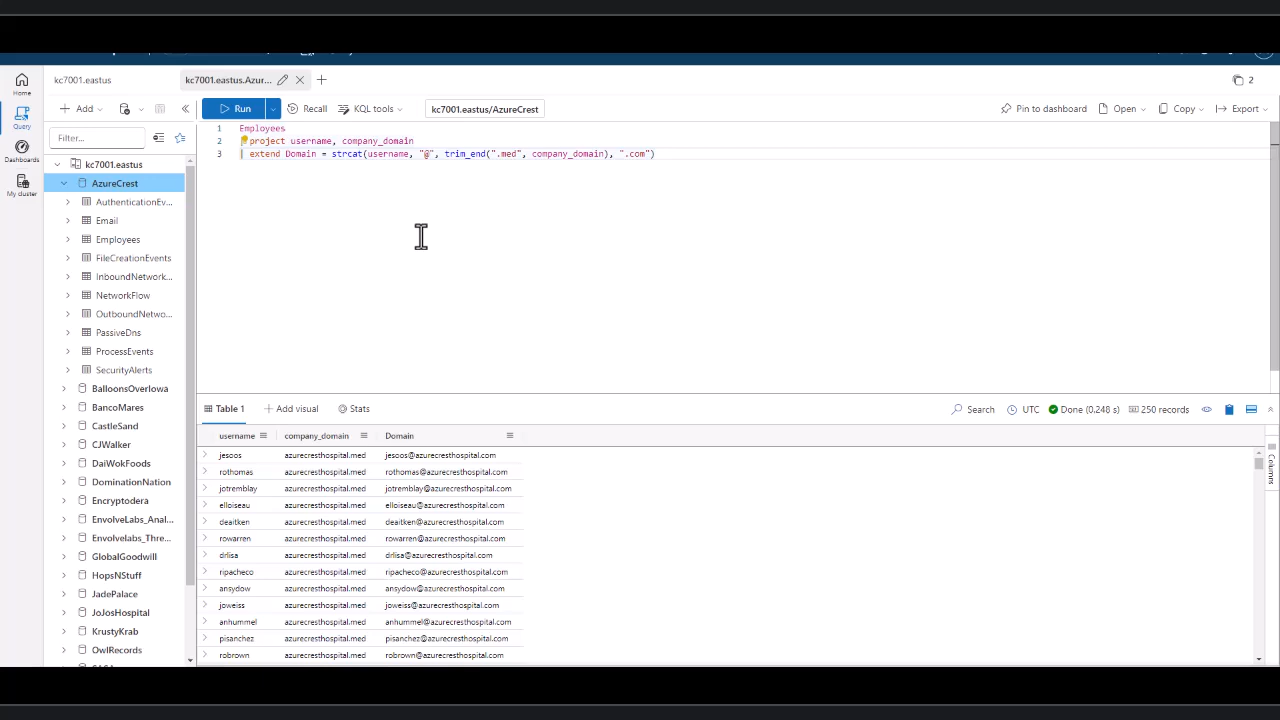 kc7001.eastus
kc7001.eastus.Azur...
2
Add
Run
Recall
KQL tools
kc7001.eastus/AzureCrest
Pin to dashboard
Open
Copy
Export
Home
Query
Dashboards
My cluster
Filter...
kc7001.eastus
AzureCrest
AuthenticationEv...
Email
Employees
FileCreationEvents
InboundNetwork...
NetworkFlow
OutboundNetwo...
PassiveDns
ProcessEvents
SecurityAlerts
BalloonsOverIowa
BancoMares
CastleSand
CJWalker
DaiWokFoods
DominationNation
Encryptodera
EnvolveLabs_Anal...
Envolvelabs_Thre...
GlobalGoodwill
HopsNStuff
JadePalace
JoJosHospital
KrustyKrab
OwlRecords
1 Employees
2 | project username, company_domain
3 | extend Domain = strcat(username, "@", trim_end(".med", company_domain), ".com")
Table 1
Add visual
Stats
Search
UTC
Done (0.248 s)
250 records
Columns
username company_domain Domain
jesoos azurecresthospital.med jesoos@azurecresthospital.com
rothomas azurecresthospital.med rothomas@azurecresthospital.com
jotremblay azurecresthospital.med jotremblay@azurecresthospital.com
elloiseau azurecresthospital.med elloiseau@azurecresthospital.com
deaitken azurecresthospital.med deaitken@azurecresthospital.com
rowarren azurecresthospital.med rowarren@azurecresthospital.com
drlisa azurecresthospital.med drlisa@azurecresthospital.com
ripacheco azurecresthospital.med ripacheco@azurecresthospital.com
ansydow azurecresthospital.med ansydow@azurecresthospital.com
joweiss azurecresthospital.med joweiss@azurecresthospital.com
anhummel azurecresthospital.med anhummel@azurecresthospital.com
pisanchez azurecresthospital.med pisanchez@azurecresthospital.com
robrown azurecresthospital.med robrown@azurecresthospital.com